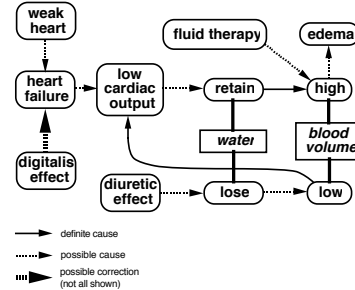 weak
heart
fluid therapy
edema
heart
failure
low
cardiac
output
retain
high
water
blood
volume
digitalis
effect
diuretic
effect
lose
low
definite cause
possible cause
possible correction
(not all shown)